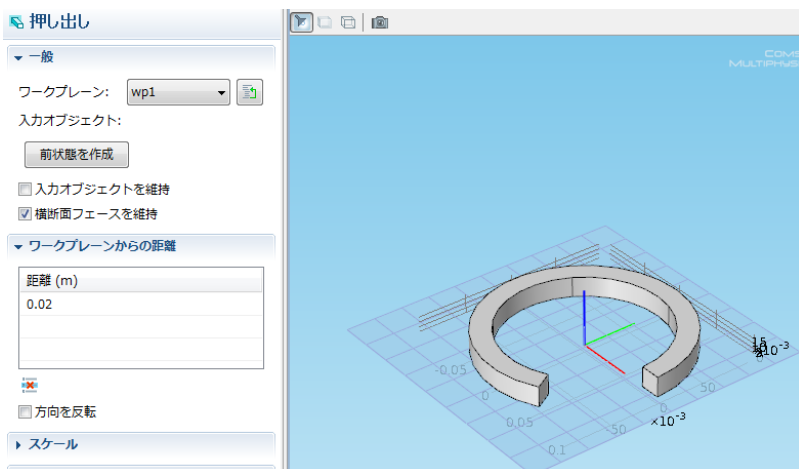 押し出し
一般
ワークプレーン: wp1
入力オブジェクト:
前状態を作成
入力オブジェクトを維持
横断面フェースを維持
ワークプレーンからの距離
距離 (m)
0.02
方向を反転
スケール
MULTIPHYS
-0.05
0
0.05
0.1
-50
0
50
×10-3
10-3